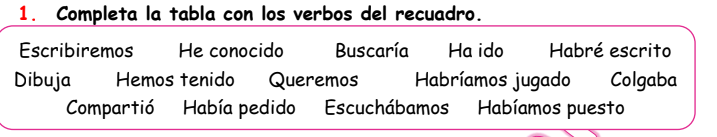 1. Completa la tabla con los verbos del recuadro.
Escribiremos He conocido Buscaría Ha ido Habré escrito
Dibuja Hemos tenido Queremos Habríamos jugado Colgaba
Compartió Había pedido Escuchábamos Habíamos puesto